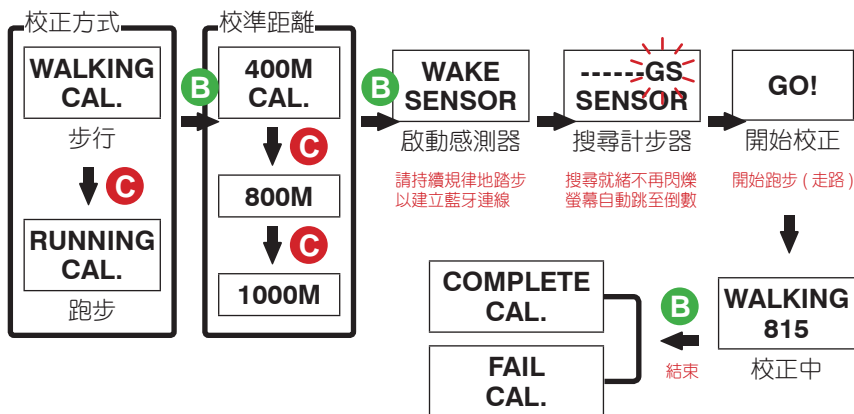 校正方式
WALKING
CAL.
步行
C
RUNNING
CAL.
跑步
B
校準距離
400M
CAL.
C
800M
C
1000M
B
WAKE
SENSOR
啟動感測器
請持續規律地踏步
以建立藍牙連線
------GS
SENSOR
搜尋計步器
搜尋就緒不再閃爍
螢幕自動跳至倒數
GO!
開始校正
開始跑步 ( 走路 )
WALKING
815
校正中
B
結束
COMPLETE
CAL.
FAIL
CAL.